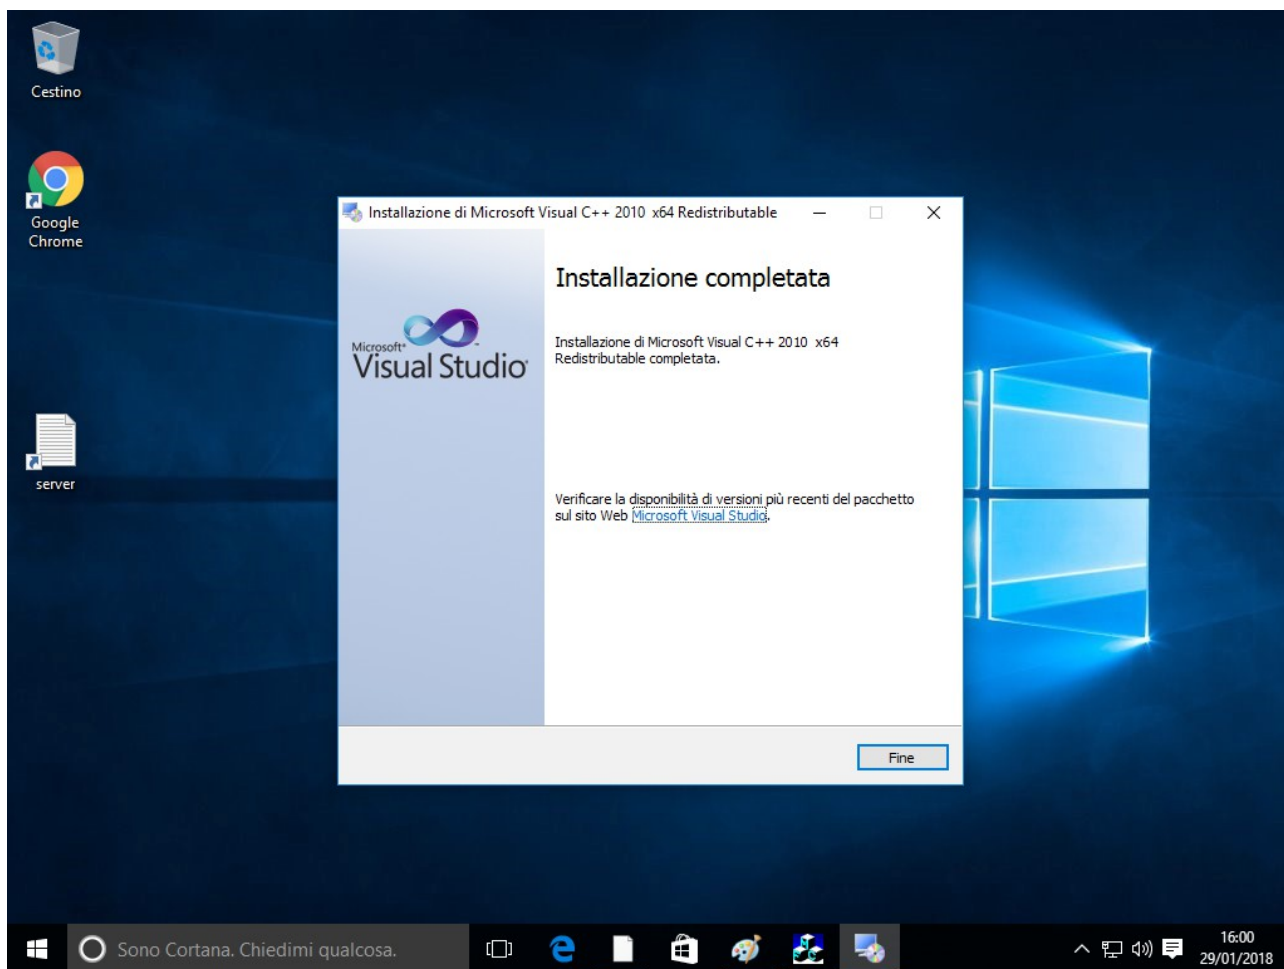 Cestino
Google
Chrome
server
Installazione di Microsoft Visual C++ 2010 x64 Redistributable
Microsoft
Visual Studio
Installazione completata
Installazione di Microsoft Visual C++ 2010 x64
Redistributable completata.
Verificare la disponibilità di versioni più recenti del pacchetto
sul sito Web Microsoft Visual Studio.
Fine
Sono Cortana. Chiedimi qualcosa.
16:00
29/01/2018